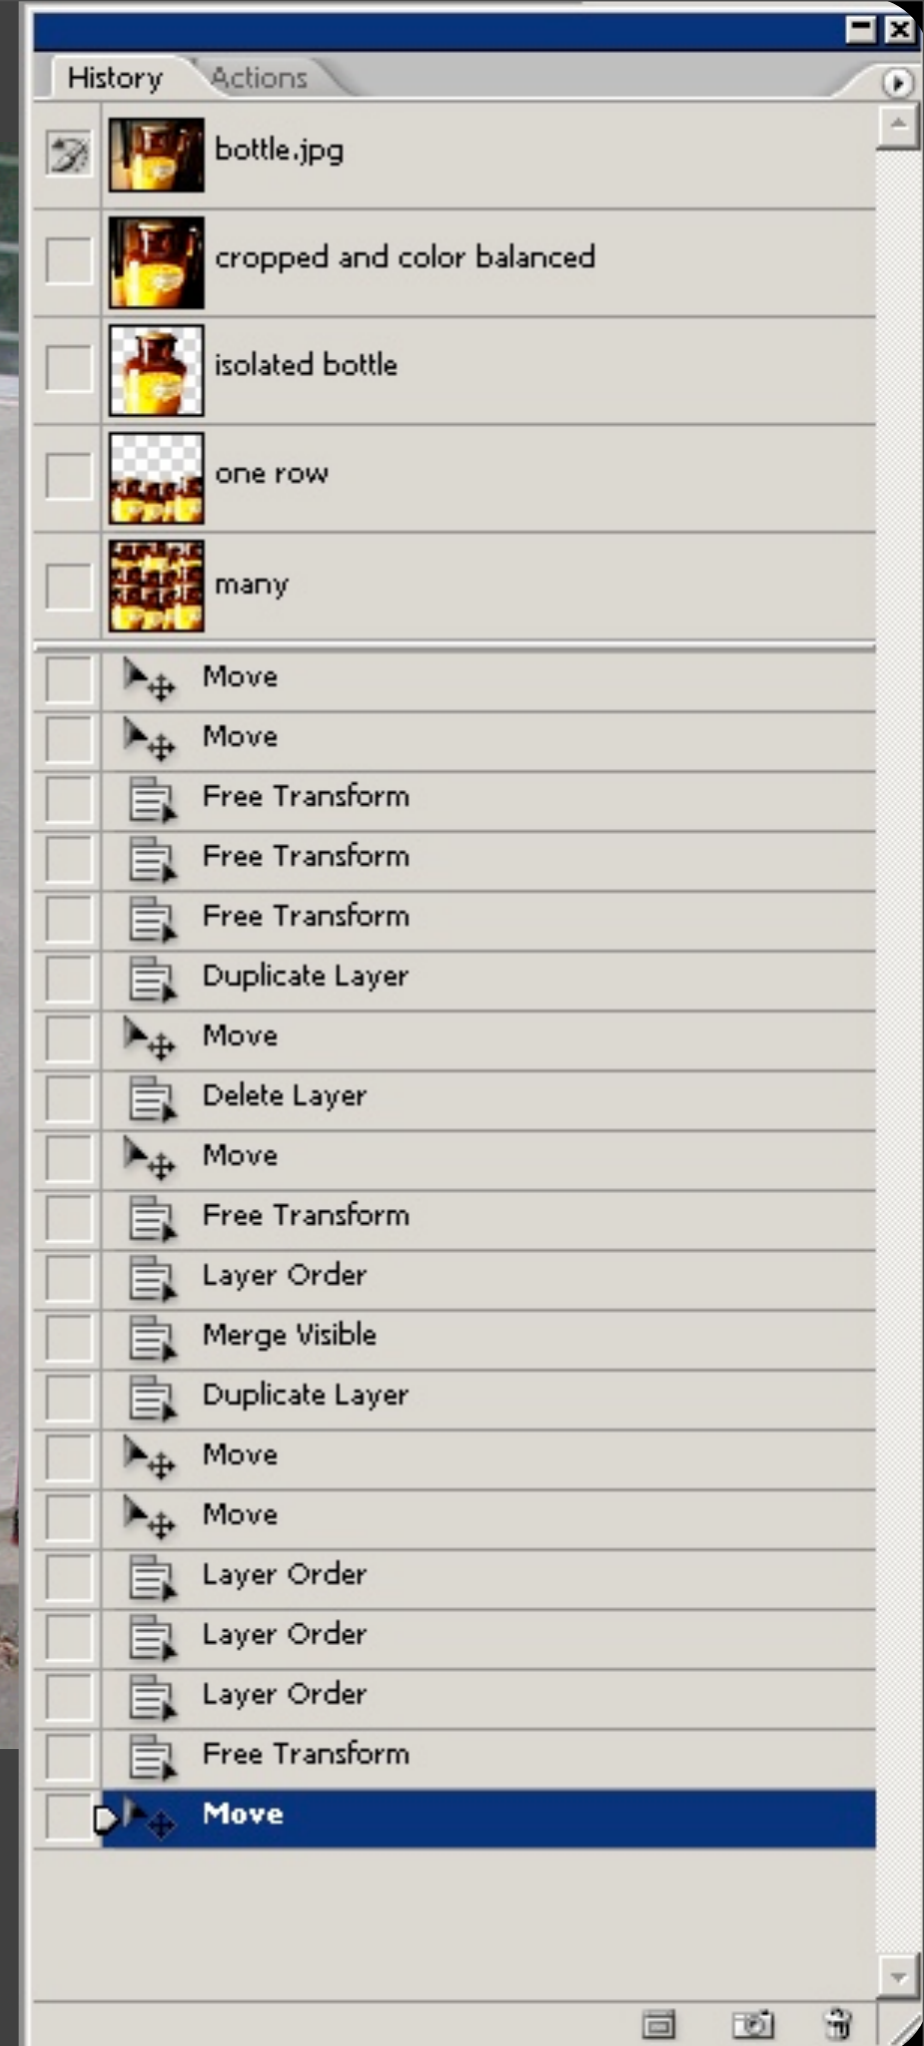 History
Actions
bottle.jpg
cropped and color balanced
isolated bottle
one row
many
Move
Move
Free Transform
Free Transform
Free Transform
Duplicate Layer
Move
Delete Layer
Move
Free Transform
Layer Order
Merge Visible
Duplicate Layer
Move
Move
Layer Order
Layer Order
Layer Order
Free Transform
Move